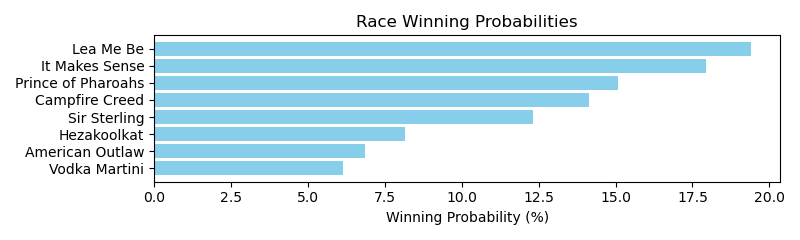 Race Winning Probabilities
Lea Me Be
It Makes Sense
Prince of Pharoahs
Campfire Creed
Sir Sterling
Hezakoolkat
American Outlaw
Vodka Martini
0.0 2.5 5.0 7.5 10.0 12.5 15.0 17.5 20.0
Winning Probability (%)